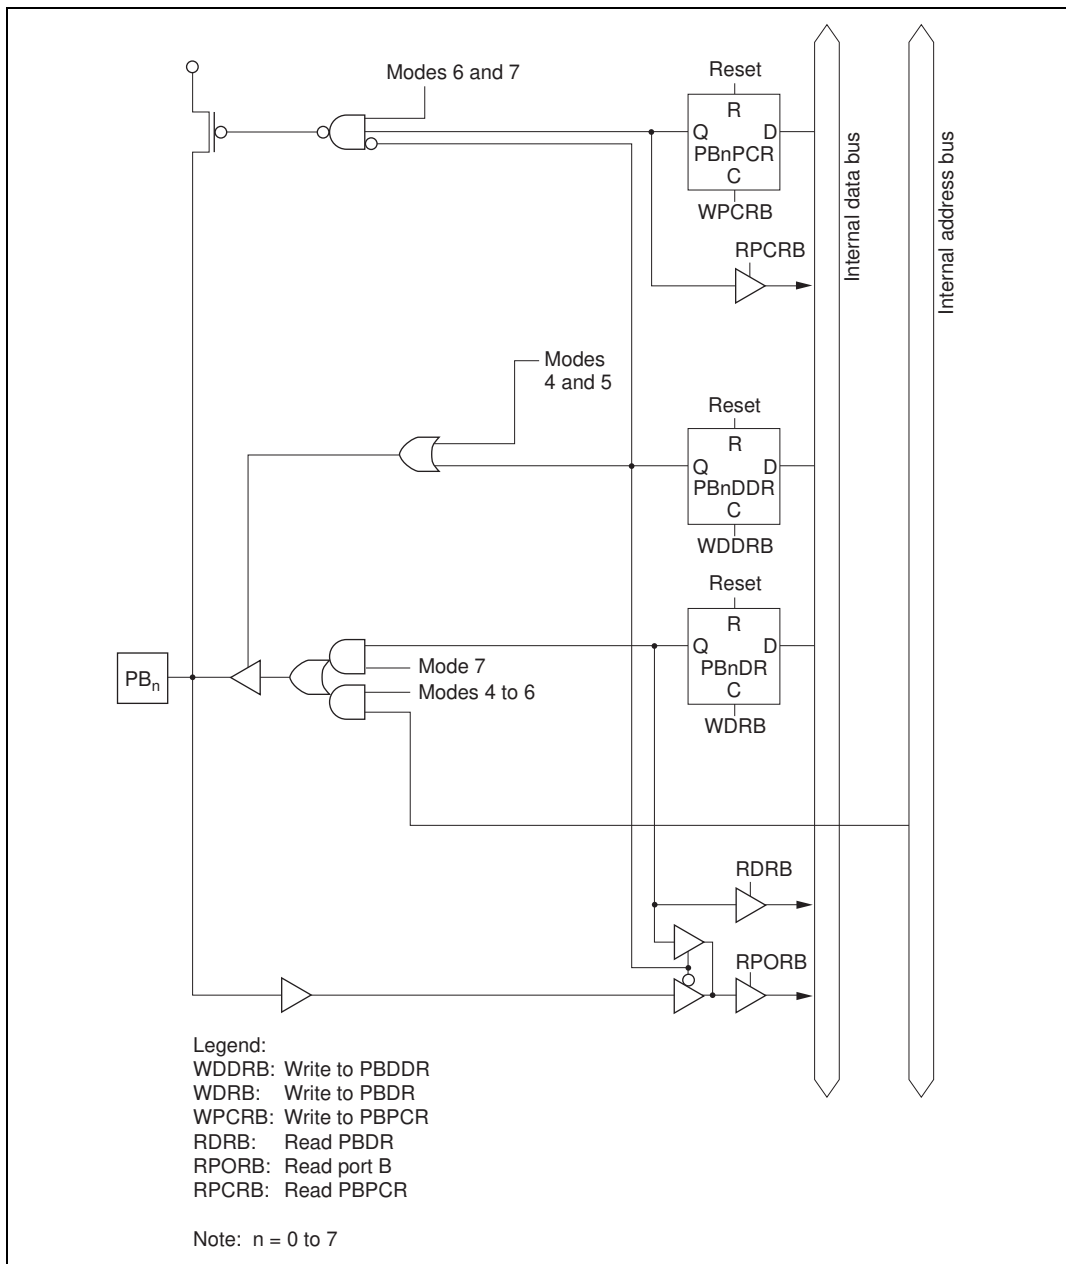 Modes 6 and 7
Reset
R
Q D
PBnPCR
C
WPCRB
RPCRB
Internal data bus
Internal address bus
Modes
4 and 5
Reset
R
Q D
PBnDDR
C
WDDRB
Reset
R
Q D
PBnDR
C
WDRB
PBn
Mode 7
Modes 4 to 6
RDRB
RPORB
Legend:
WDDRB: Write to PBDDR
WDRB: Write to PBDR
WPCRB: Write to PBPCR
RDRB: Read PBDR
RPORB: Read port B
RPCRB: Read PBPCR
Note: n = 0 to 7